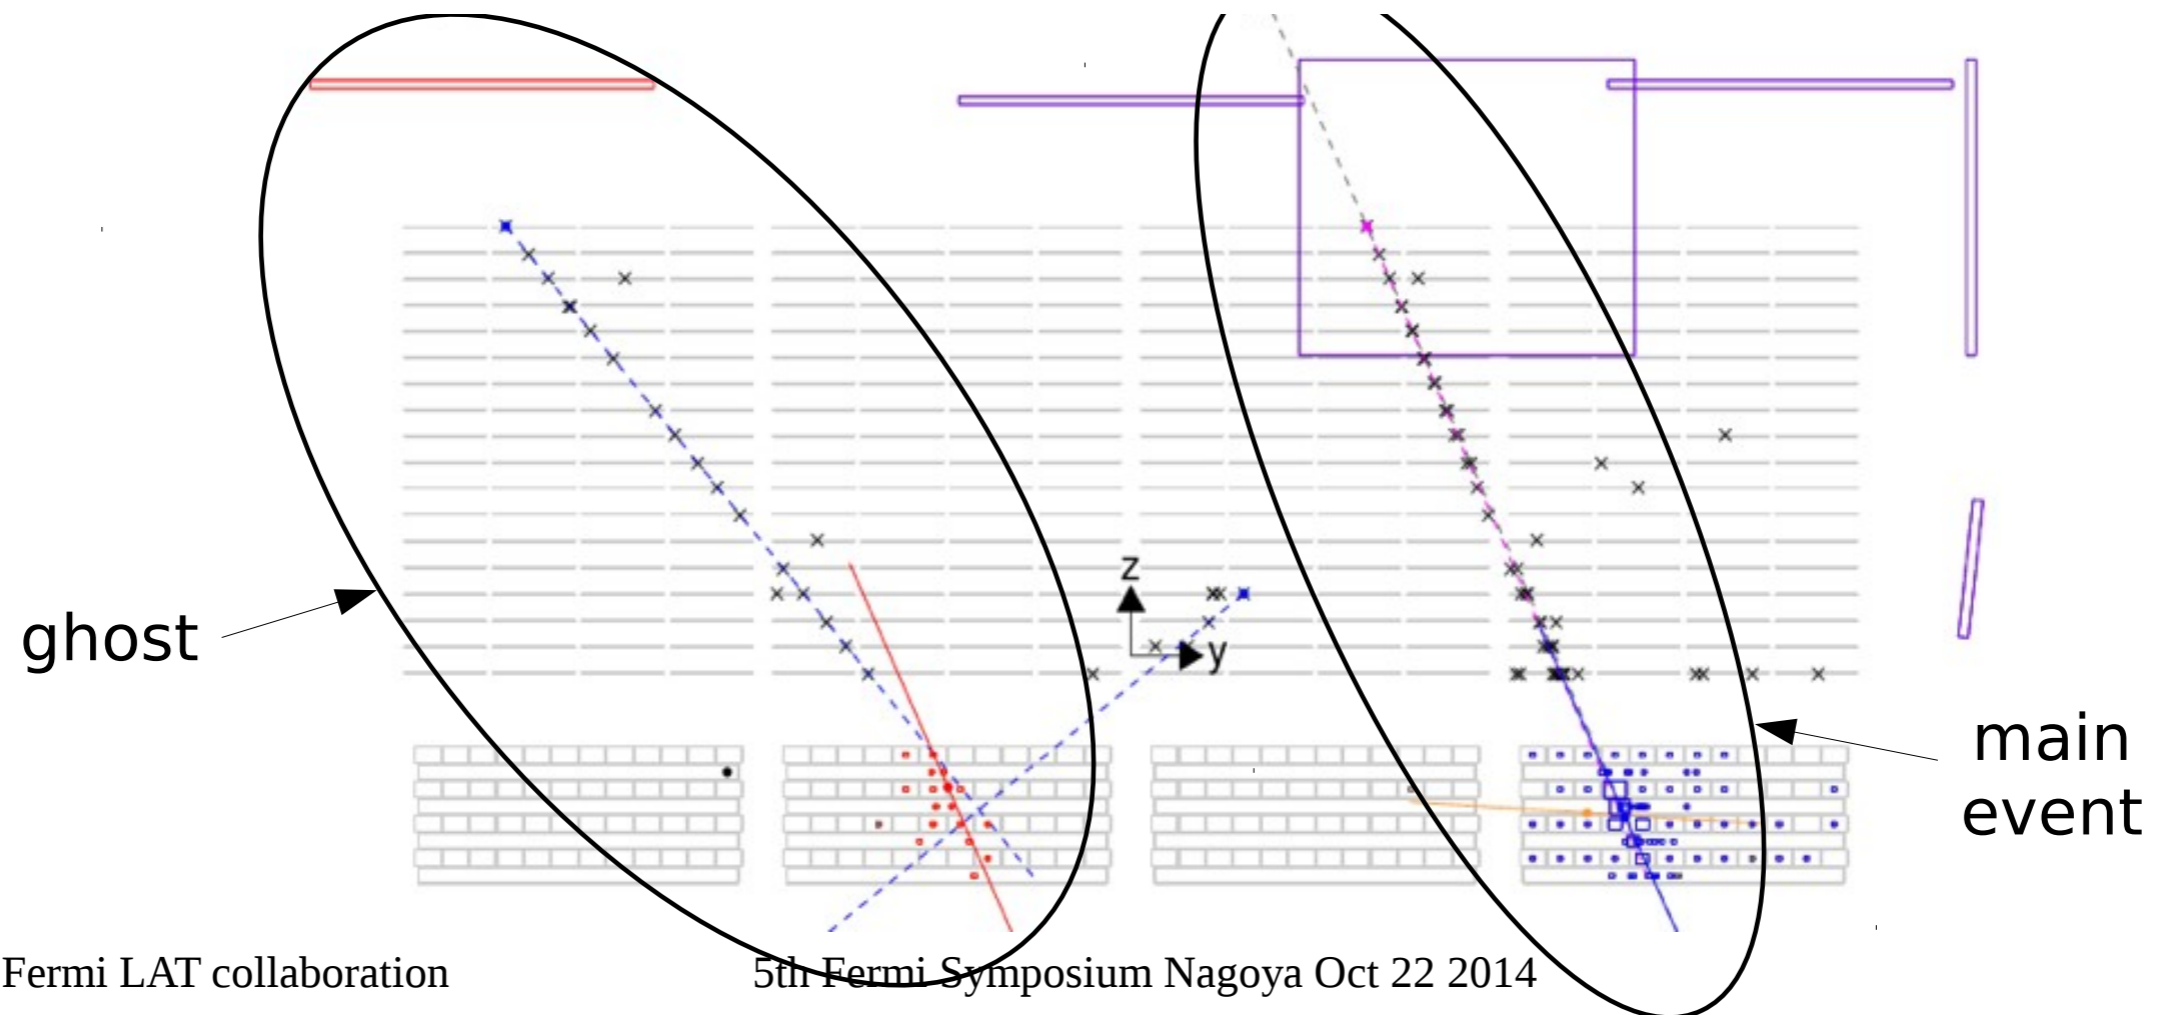 z
y
ghost
main
event
Fermi LAT collaboration
5th Fermi Symposium Nagoya Oct 22 2014